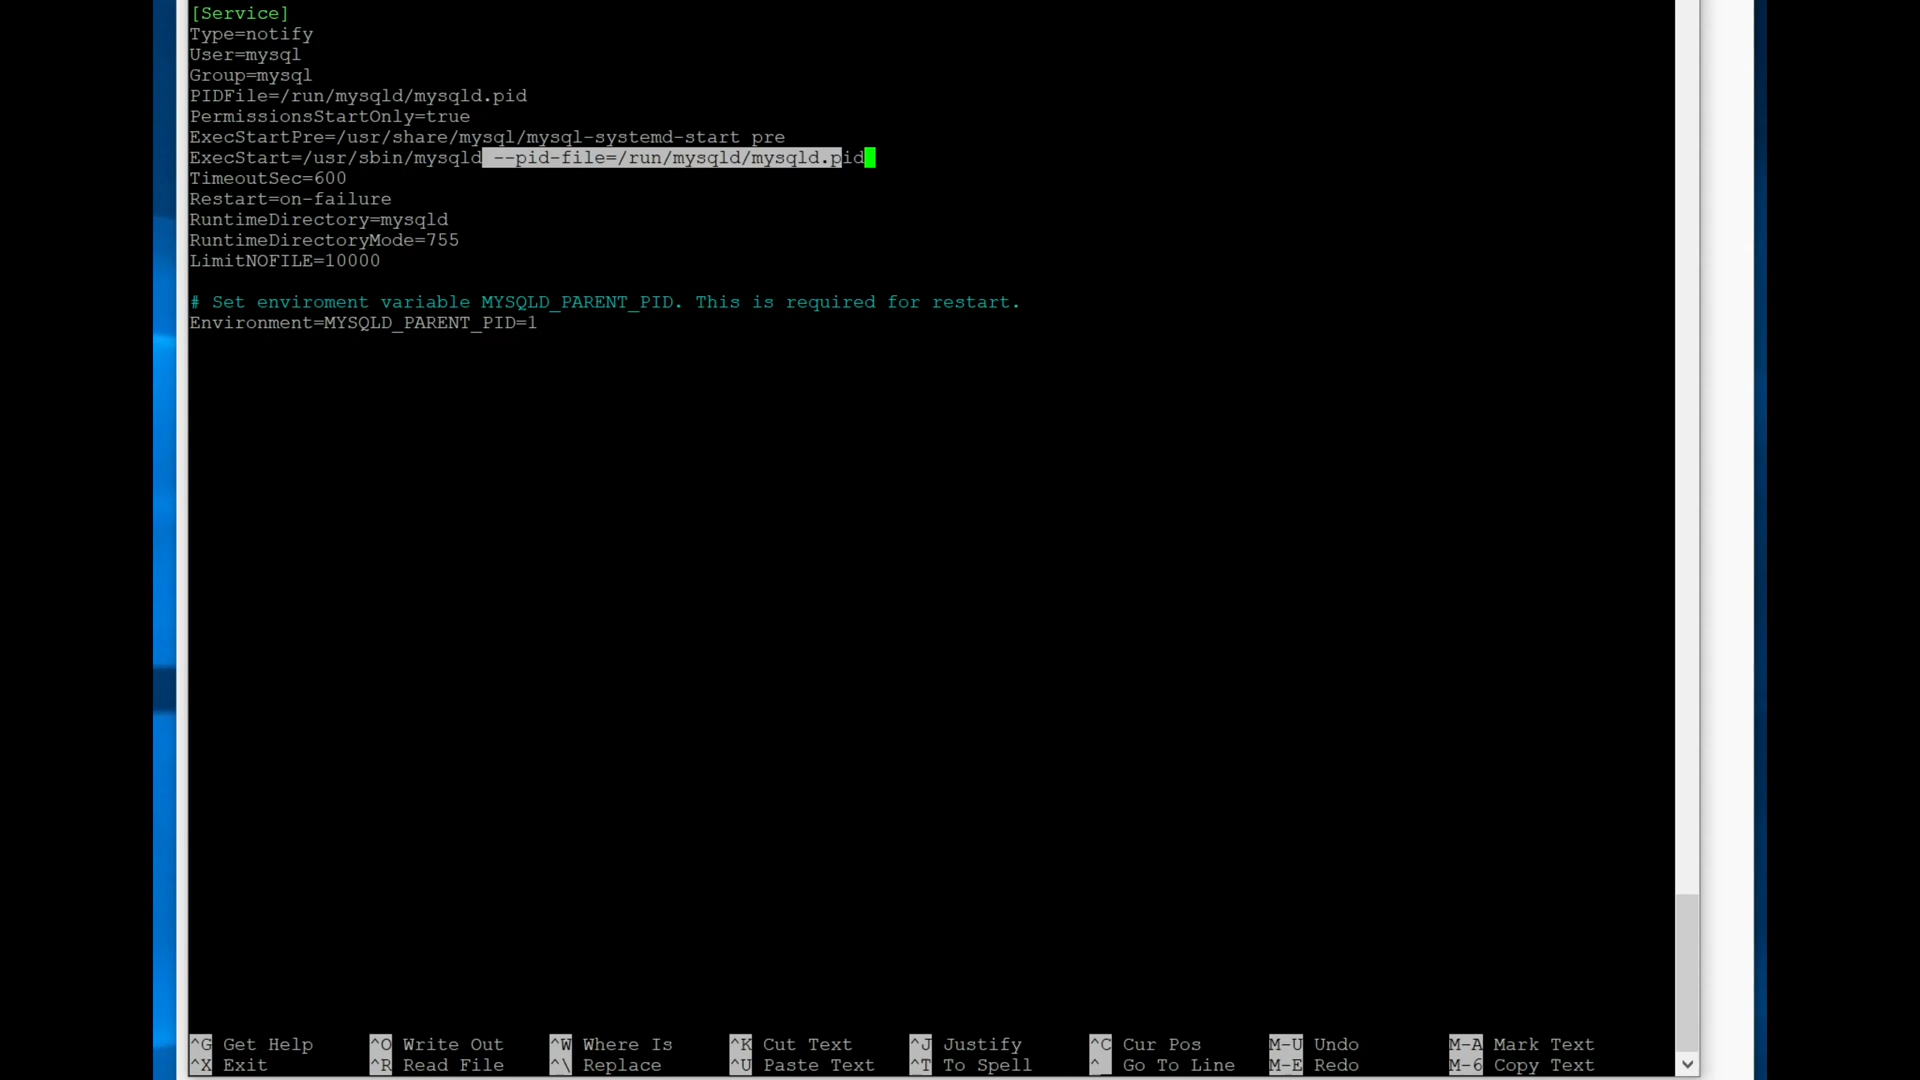 [Service]
Type=notify
User=mysql
Group=mysql
PIDFile=/run/mysqld/mysqld.pid
PermissionsStartOnly=true
ExecStartPre=/usr/share/mysql/mysql-systemd-start pre
ExecStart=/usr/sbin/mysqld --pid-file=/run/mysqld/mysqld.pid
TimeoutSec=600
Restart=on-failure
RuntimeDirectory=mysqld
RuntimeDirectoryMode=755
LimitNOFILE=10000
# Set enviroment variable MYSQLD_PARENT_PID. This is required for restart.
Environment=MYSQLD_PARENT_PID=1
^G Get Help ^O Write Out ^W Where Is ^K Cut Text ^J Justify ^C Cur Pos M-U Undo M-A Mark Text
^X Exit ^R Read File ^\ Replace ^U Paste Text ^T To Spell ^_ Go To Line M-E Redo M-6 Copy Text